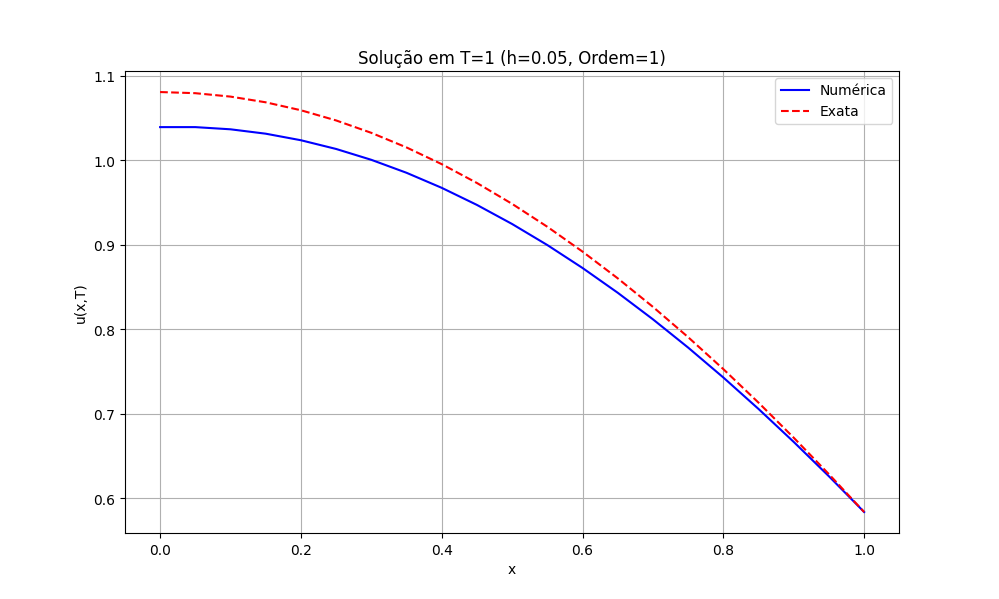 Solução em T=1 (h=0.05, Ordem=1)
Numérica
Exata
u(x,T)
1.1
1.0
0.9
0.8
0.7
0.6
0.0 0.2 0.4 0.6 0.8 1.0
x